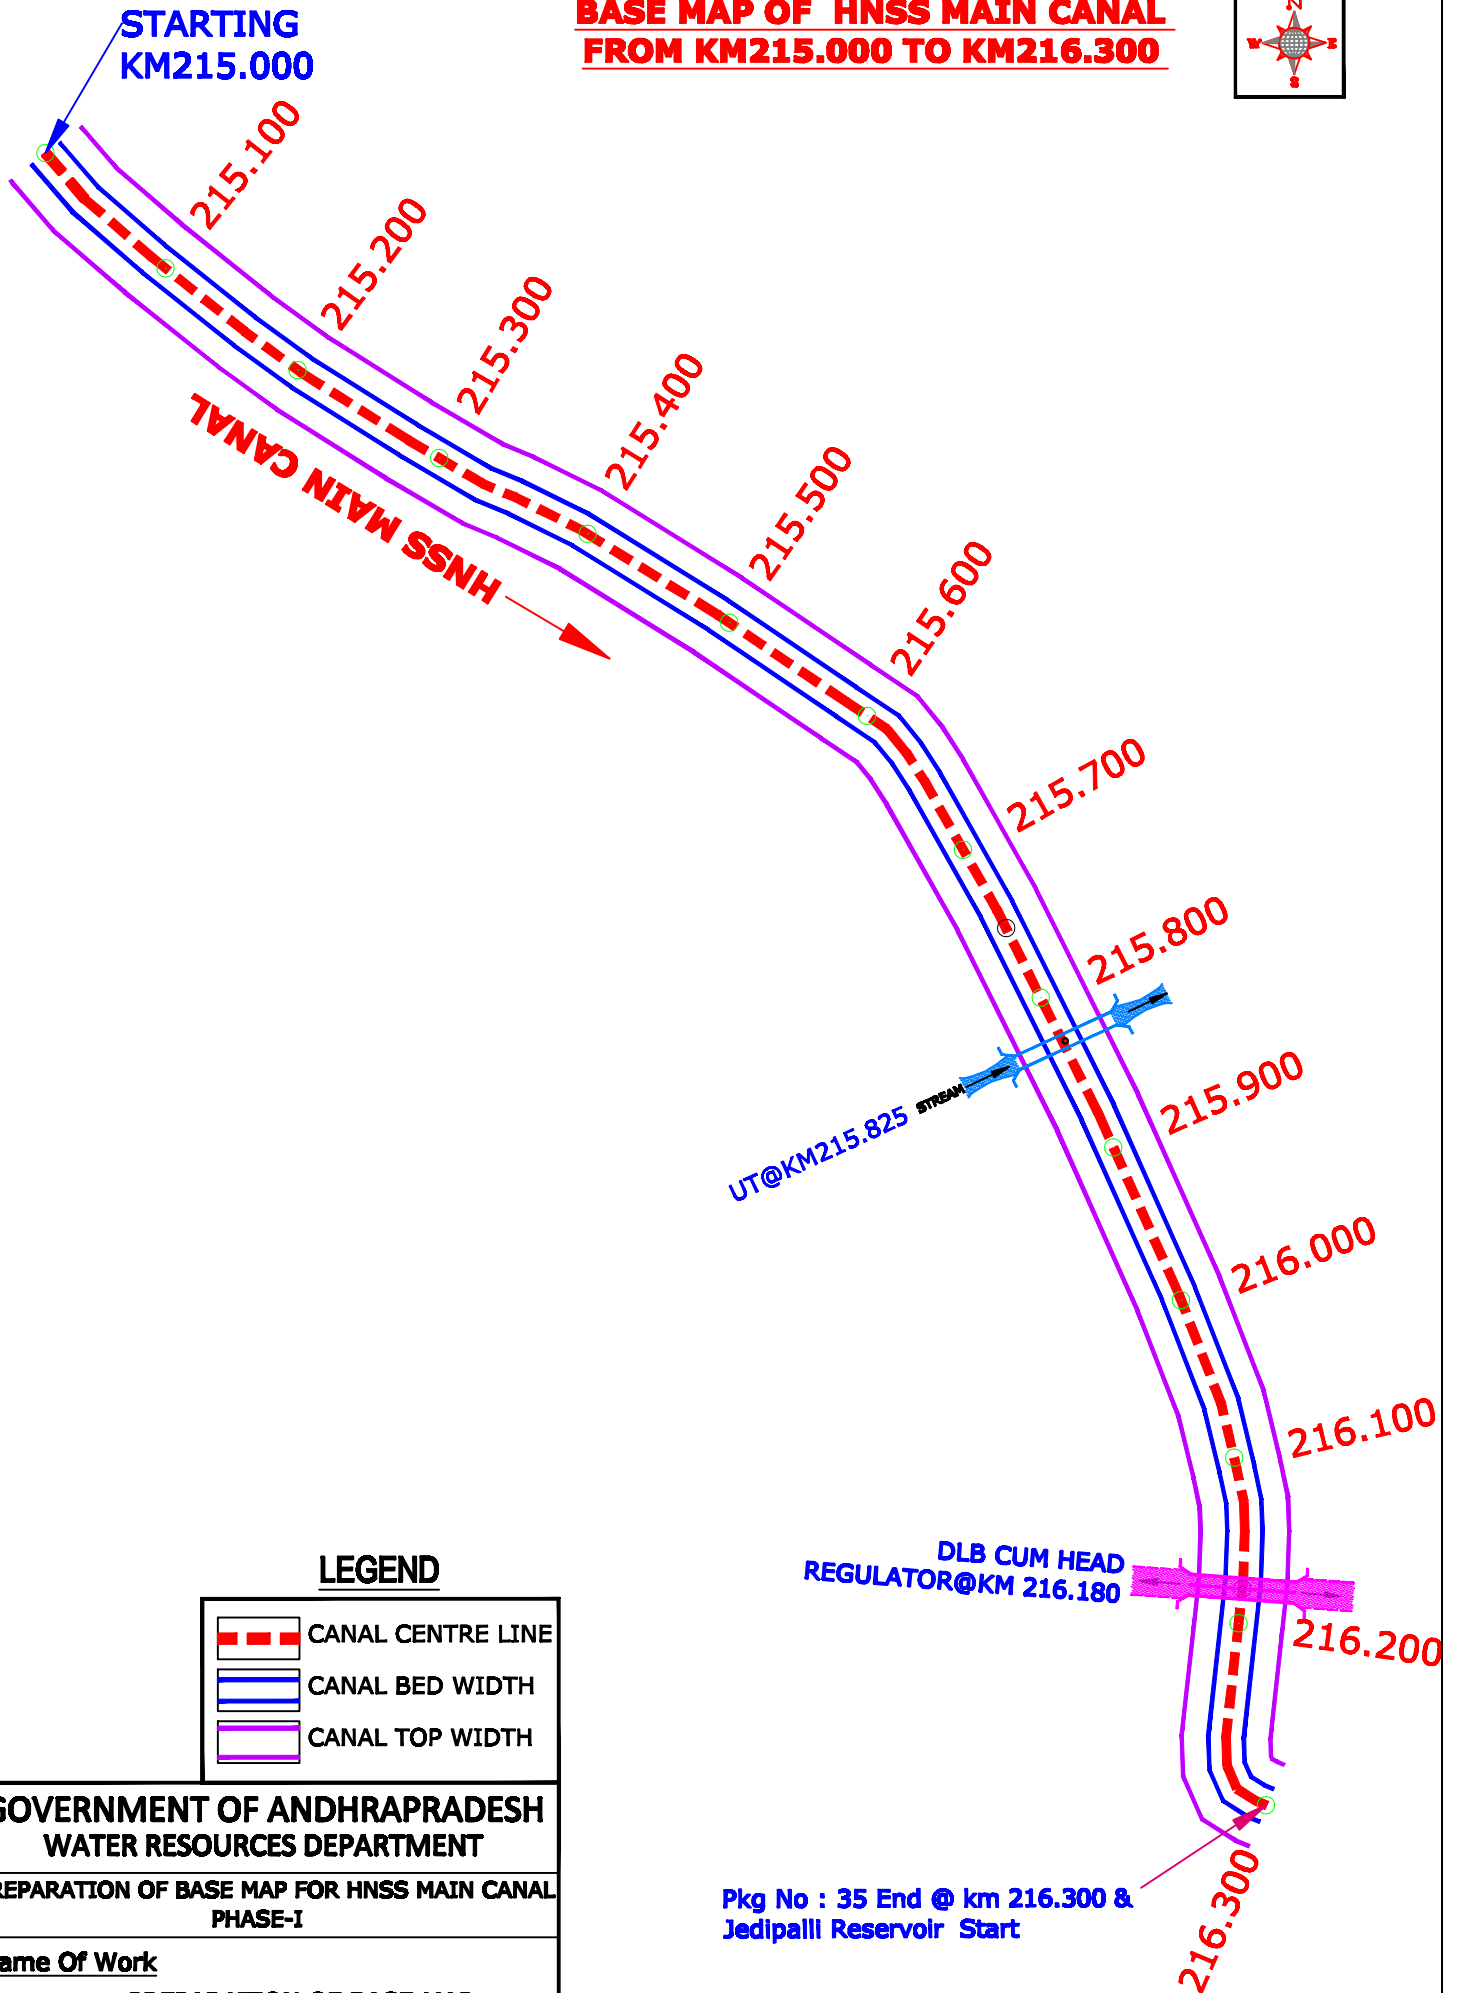 STARTING
KM215.000
BASE MAP OF HNSS MAIN CANAL
FROM KM215.000 TO KM216.300
N
W
E
S
215.100
215.200
215.300
215.400
215.500
215.600
HNSS MAIN CANAL
215.700
215.800
STREAM
UT@KM215.825
215.900
216.000
216.100
DLB CUM HEAD
REGULATOR@KM 216.180
216.200
LEGEND
CANAL CENTRE LINE
CANAL BED WIDTH
CANAL TOP WIDTH
GOVERNMENT OF ANDHRAPRADESH
WATER RESOURCES DEPARTMENT
REPARATION OF BASE MAP FOR HNSS MAIN CANAL
PHASE-I
Pkg No : 35 End @ km 216.300 &
Jedipalli Reservoir Start
216.300
ame Of Work